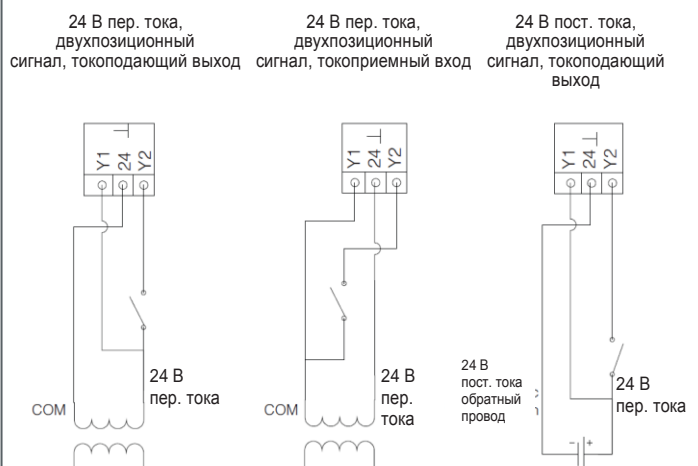 24 В пер. тока,
двухпозиционный
сигнал, токоподающий выход
24 В пер. тока,
двухпозиционный
сигнал, токоприемный вход
24 В пост. тока,
двухпозиционный
сигнал, токоподающий
выход
Y1
24
Y2
Y1
24
Y2
Y1
24
Y2
COM
24 В
пер. тока
COM
24 В
пер.
тока
24 В
пост. тока
обратный
провод
24 В
пер. тока
- +